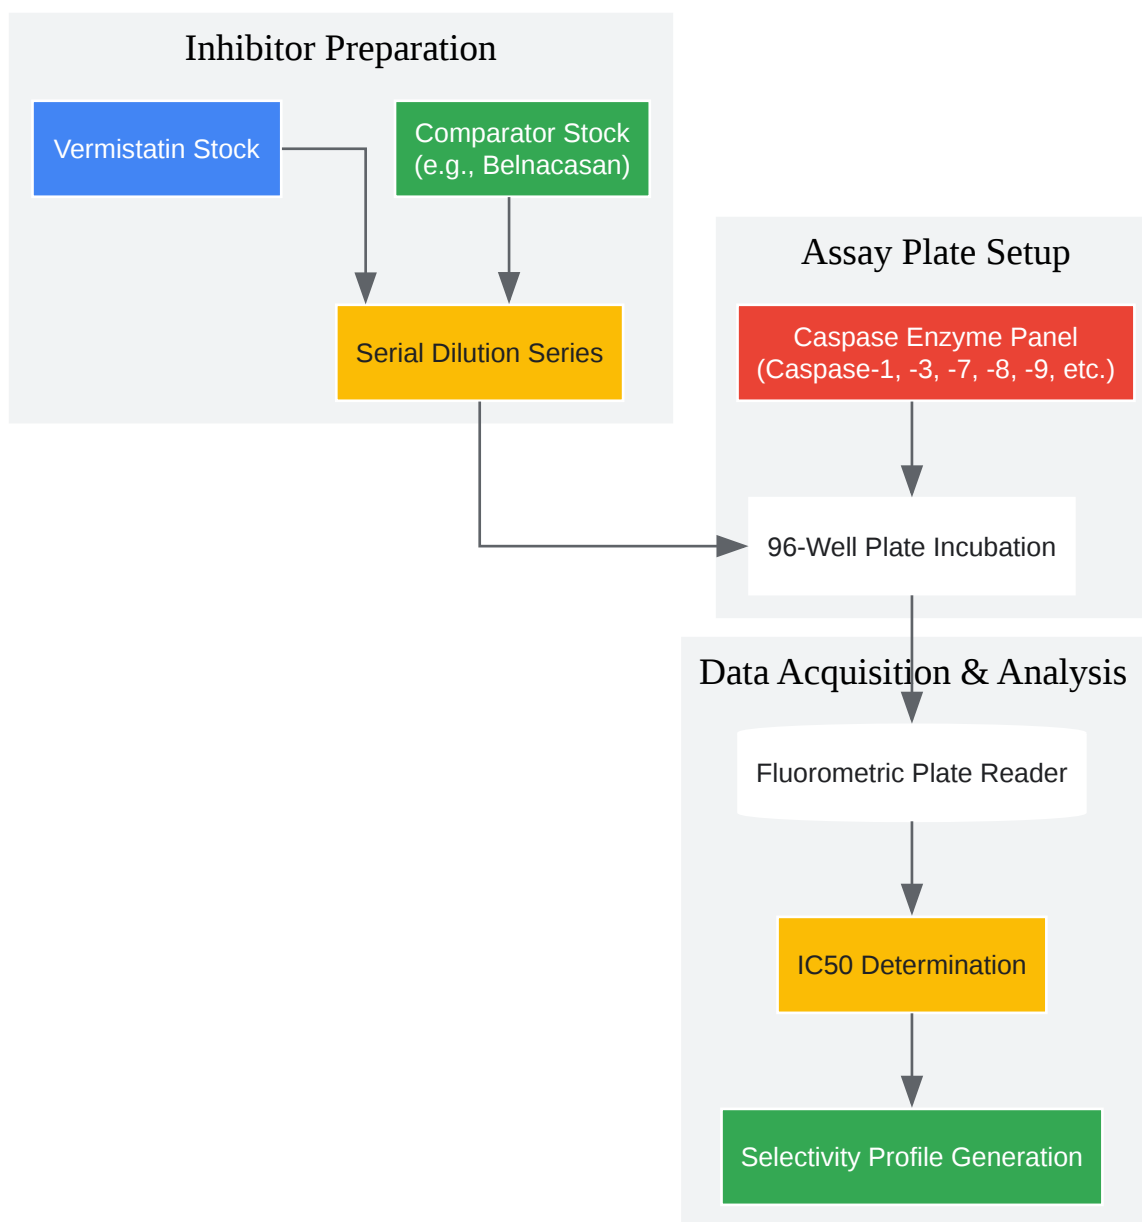 Inhibitor Preparation
Vermistatin Stock
Comparator Stock
(e.g., Belnacasan)
Serial Dilution Series
Assay Plate Setup
Caspase Enzyme Panel
(Caspase-1, -3, -7, -8, -9, etc.)
96-Well Plate Incubation
Data Acquisition & Analysis
Fluorometric Plate Reader
IC50 Determination
Selectivity Profile Generation